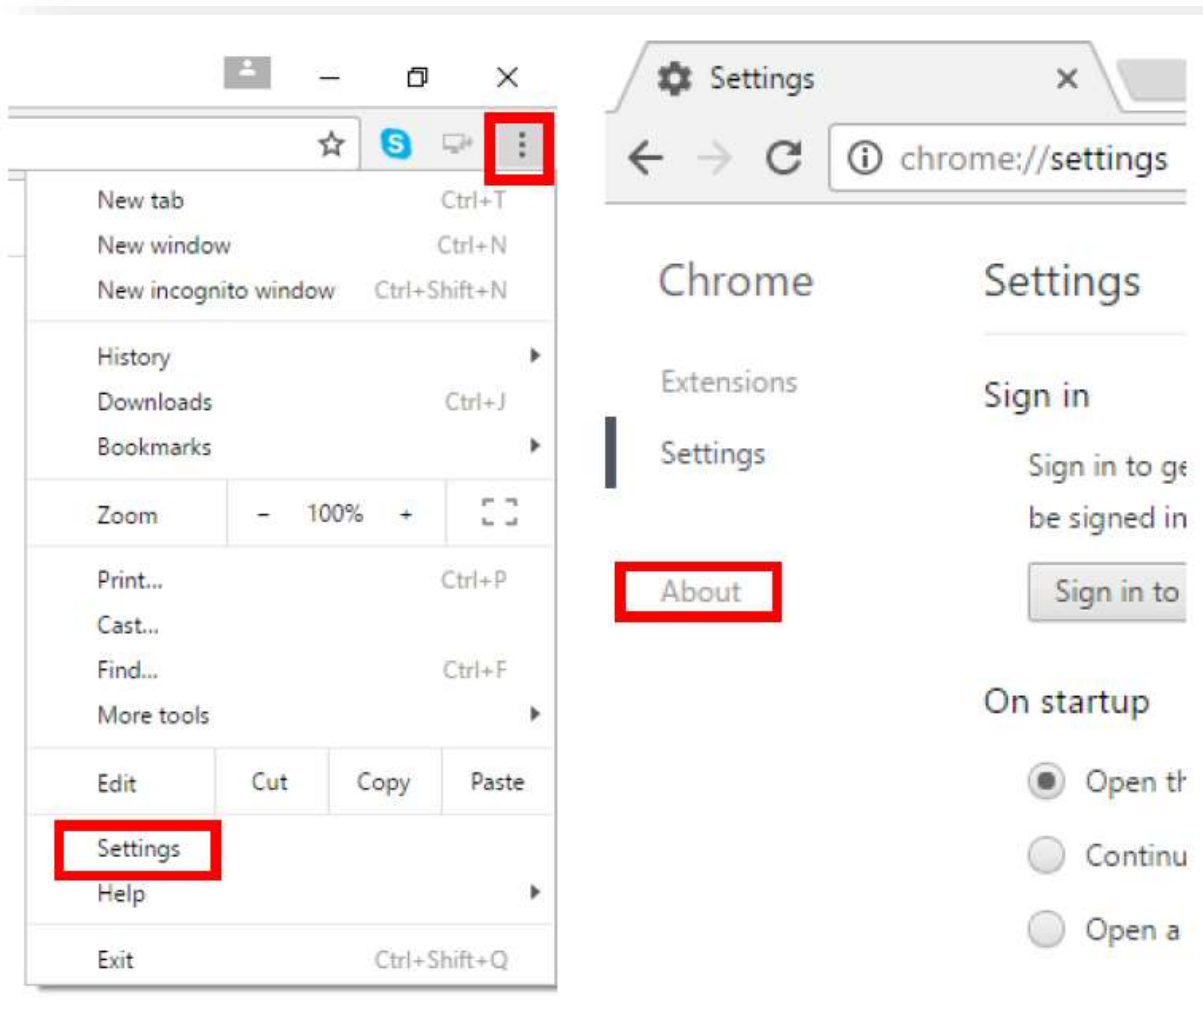 New tab Ctrl+T
New window Ctrl+N
New incognito window Ctrl+Shift+N
History
Downloads Ctrl+J
Bookmarks
Zoom - 100% +
Print... Ctrl+P
Cast...
Find... Ctrl+F
More tools
Edit Cut Copy Paste
Settings
Help
Exit Ctrl+Shift+Q
Settings
chrome://settings
Chrome
Extensions
Settings
About
Settings
Sign in
Sign in to ge
be signed in
Sign in to
On startup
Open th
Continu
Open a